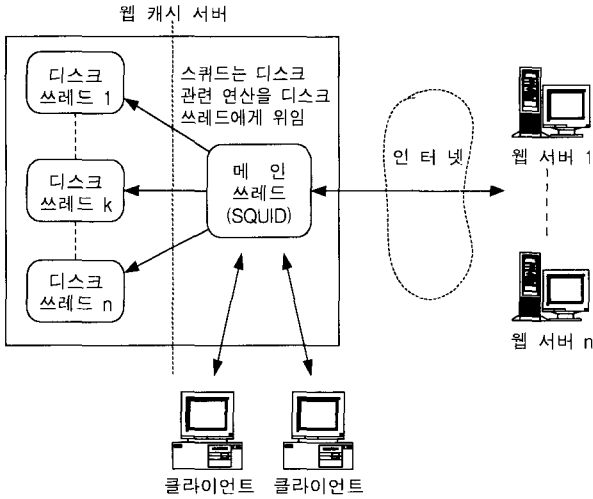 웹 캐시 서버
디스크
쓰레드 1
스퀴드는 디스크
관련 연산을 디스크
쓰레드에게 위임
디스크
쓰레드 k
메 인
쓰레드
(SQUID)
디스크
쓰레드 n
인 터 넷
웹 서버 1
웹 서버 n
클라이언트
클라이언트